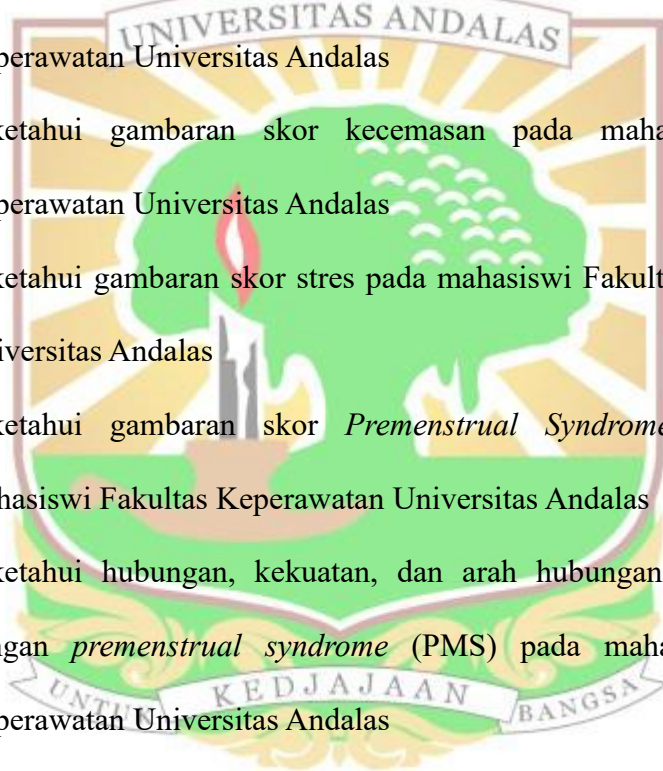 UNIVERSITAS ANDALAS
perawatan Universitas Andalas
ketahui gambaran skor kecemasan pada maha
perawatan Universitas Andalas
ketahui gambaran skor stres pada mahasiswi Fakult
iversitas Andalas
ketahui gambaran skor Premenstrual Syndrome
hasiswi Fakultas Keperawatan Universitas Andalas
ketahui hubungan, kekuatan, dan arah hubungan
ngan premenstrual syndrome (PMS) pada maha
UNTUK KEDJAJAAN BANGSA
perawatan Universitas Andalas